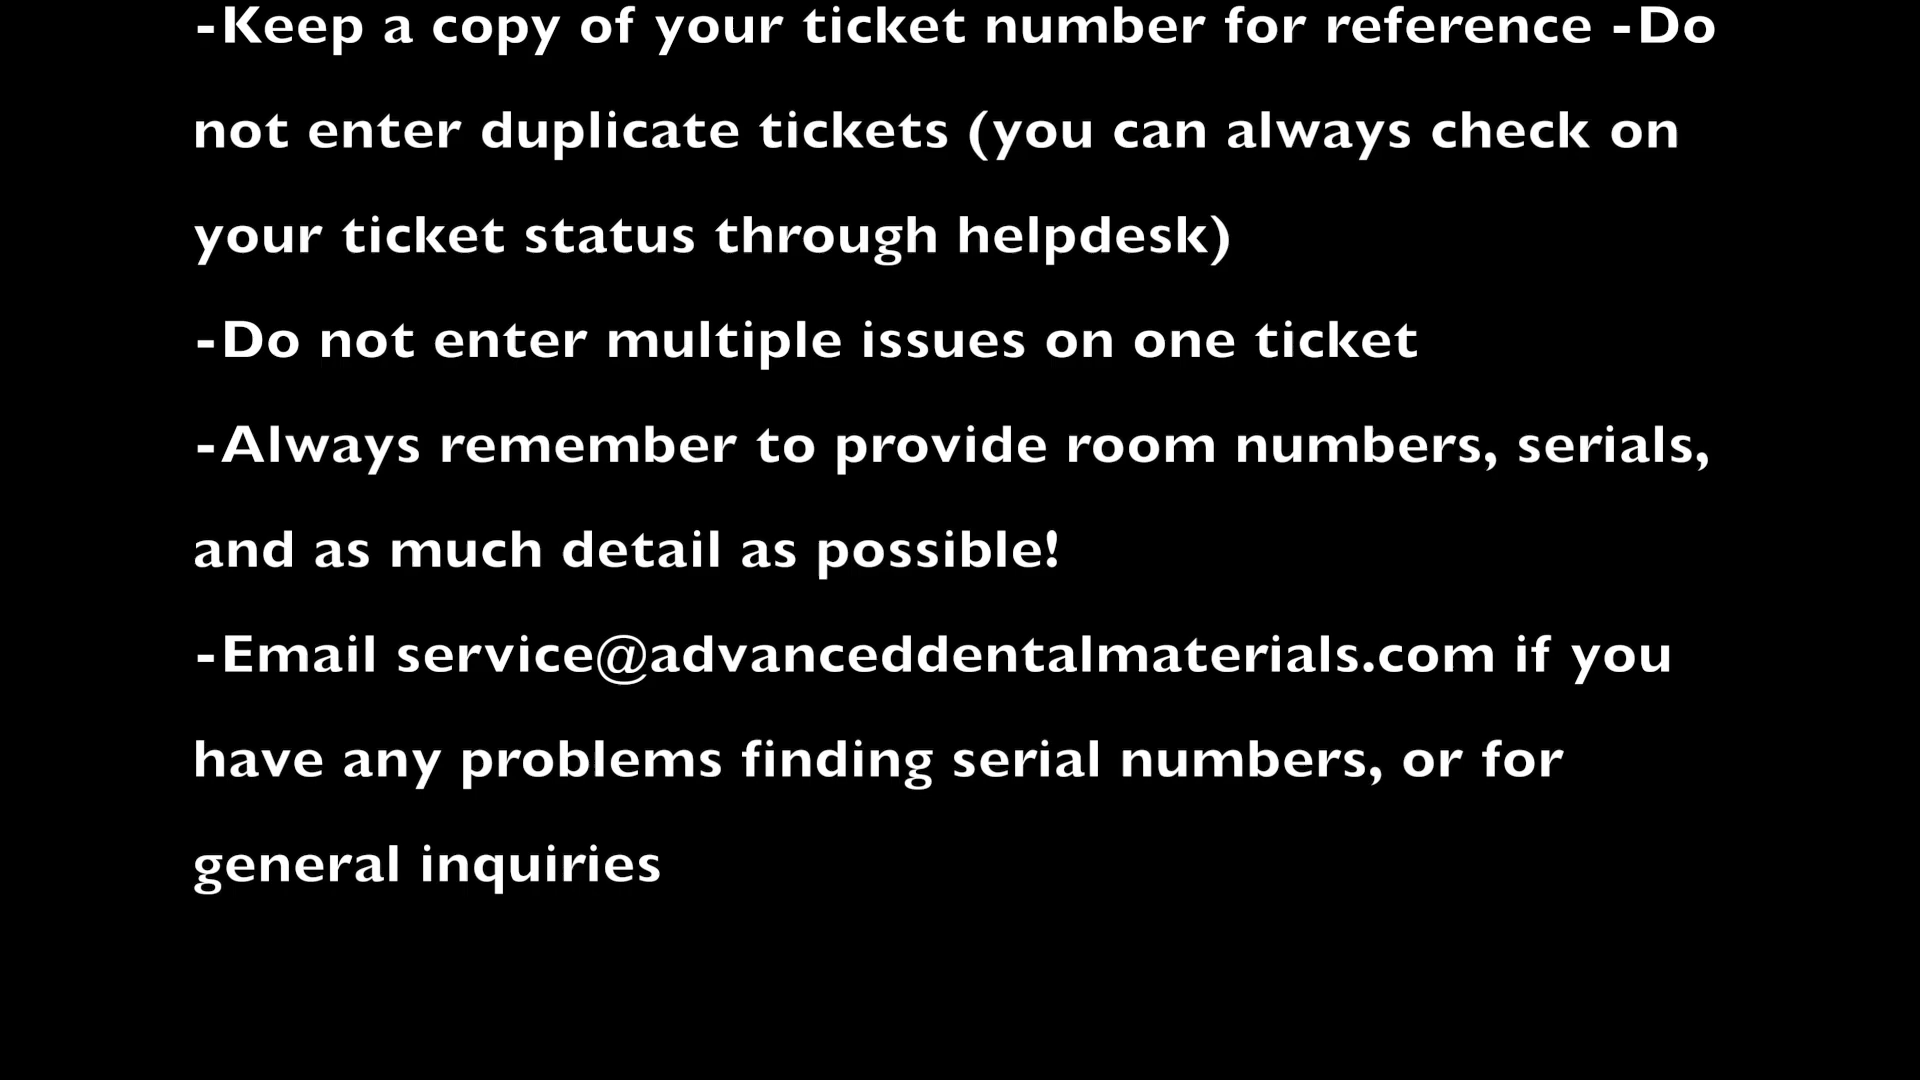 -Keep a copy of your ticket number for reference -Do
not enter duplicate tickets (you can always check on
your ticket status through helpdesk)
-Do not enter multiple issues on one ticket
-Always remember to provide room numbers, serials,
and as much detail as possible!
-Email service@advanceddentalmaterials.com if you
have any problems finding serial numbers, or for
general inquiries